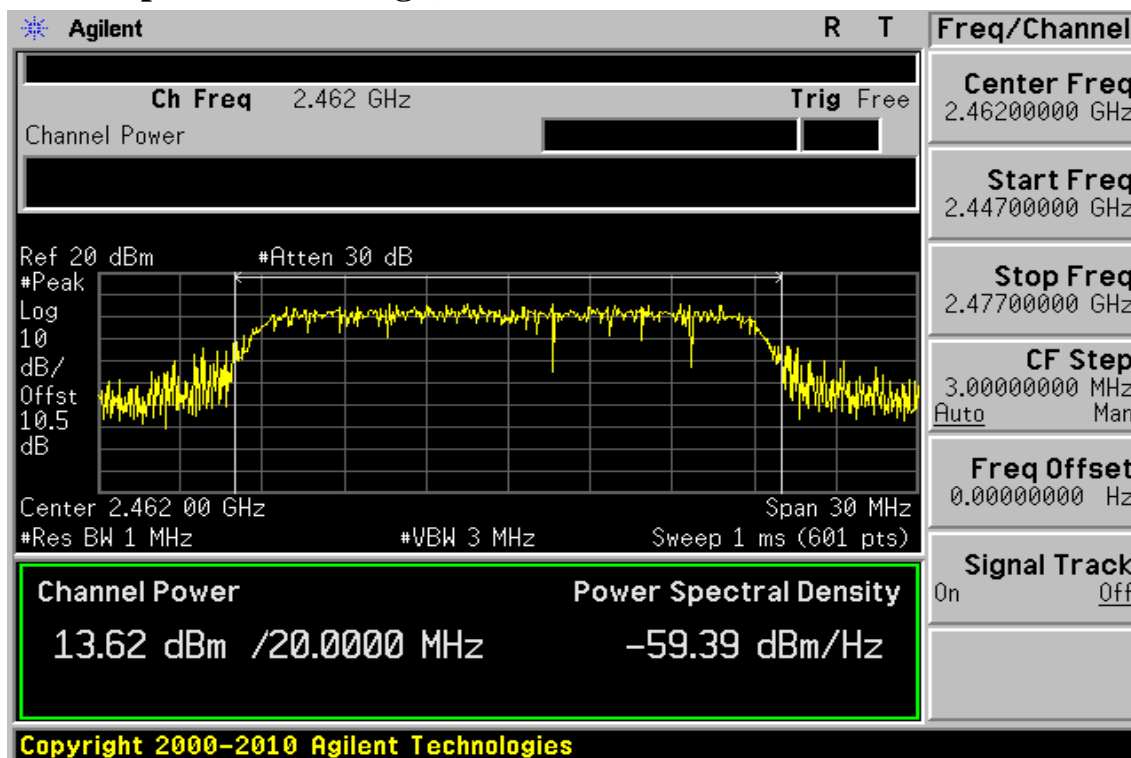 Agilent R T
Ch Freq 2.462 GHz Trig Free
Channel Power
Ref 20 dBm #Atten 30 dB
#Peak
Log
10
dB/
Offst
10.5
dB
Center 2.462 00 GHz Span 30 MHz
#Res BW 1 MHz #VBW 3 MHz Sweep 1 ms (601 pts)
Channel Power Power Spectral Density
13.62 dBm /20.0000 MHz -59.39 dBm/Hz
Copyright 2000-2010 Agilent Technologies
Freq/Channel
Center Freq
2.46200000 GHz
Start Freq
2.44700000 GHz
Stop Freq
2.47700000 GHz
CF Step
3.00000000 MHz
Auto Man
Freq Offset
0.00000000 Hz
Signal Track
On Off